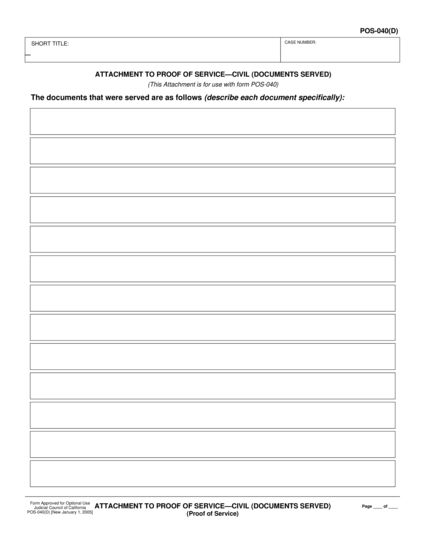 POS-040(D)
SHORT TITLE:
CASE NUMBER:
ATTACHMENT TO PROOF OF SERVICE—CIVIL (DOCUMENTS SERVED)
(This Attachment is for use with form POS-040)
The documents that were served are as follows (describe each document specifically):
Form Approved for Optional Use
Judicial Council of California
POS-040(D) [New January 1, 2005]
ATTACHMENT TO PROOF OF SERVICE—CIVIL (DOCUMENTS SERVED)
(Proof of Service)
Page ____ of ____